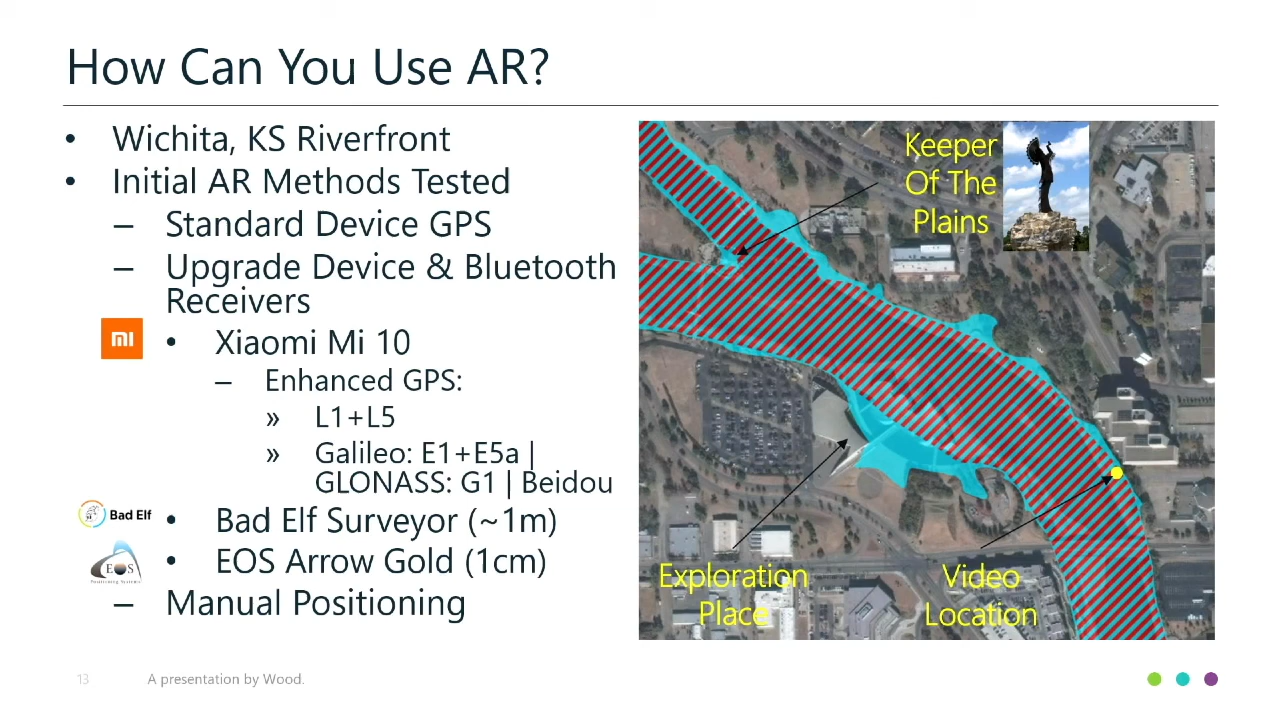 How Can You Use AR?
• Wichita, KS Riverfront
• Initial AR Methods Tested
– Standard Device GPS
– Upgrade Device & Bluetooth
Receivers
mi
• Xiaomi Mi 10
– Enhanced GPS:
» L1+L5
» Galileo: E1+E5a |
GLONASS: G1 | Beidou
Bad Elf
• Bad Elf Surveyor (~1m)
EOS
Positioning Systems
• EOS Arrow Gold (1cm)
– Manual Positioning
Keeper
Of The
Plains
Exploration
Place
Video
Location
13
A presentation by Wood.